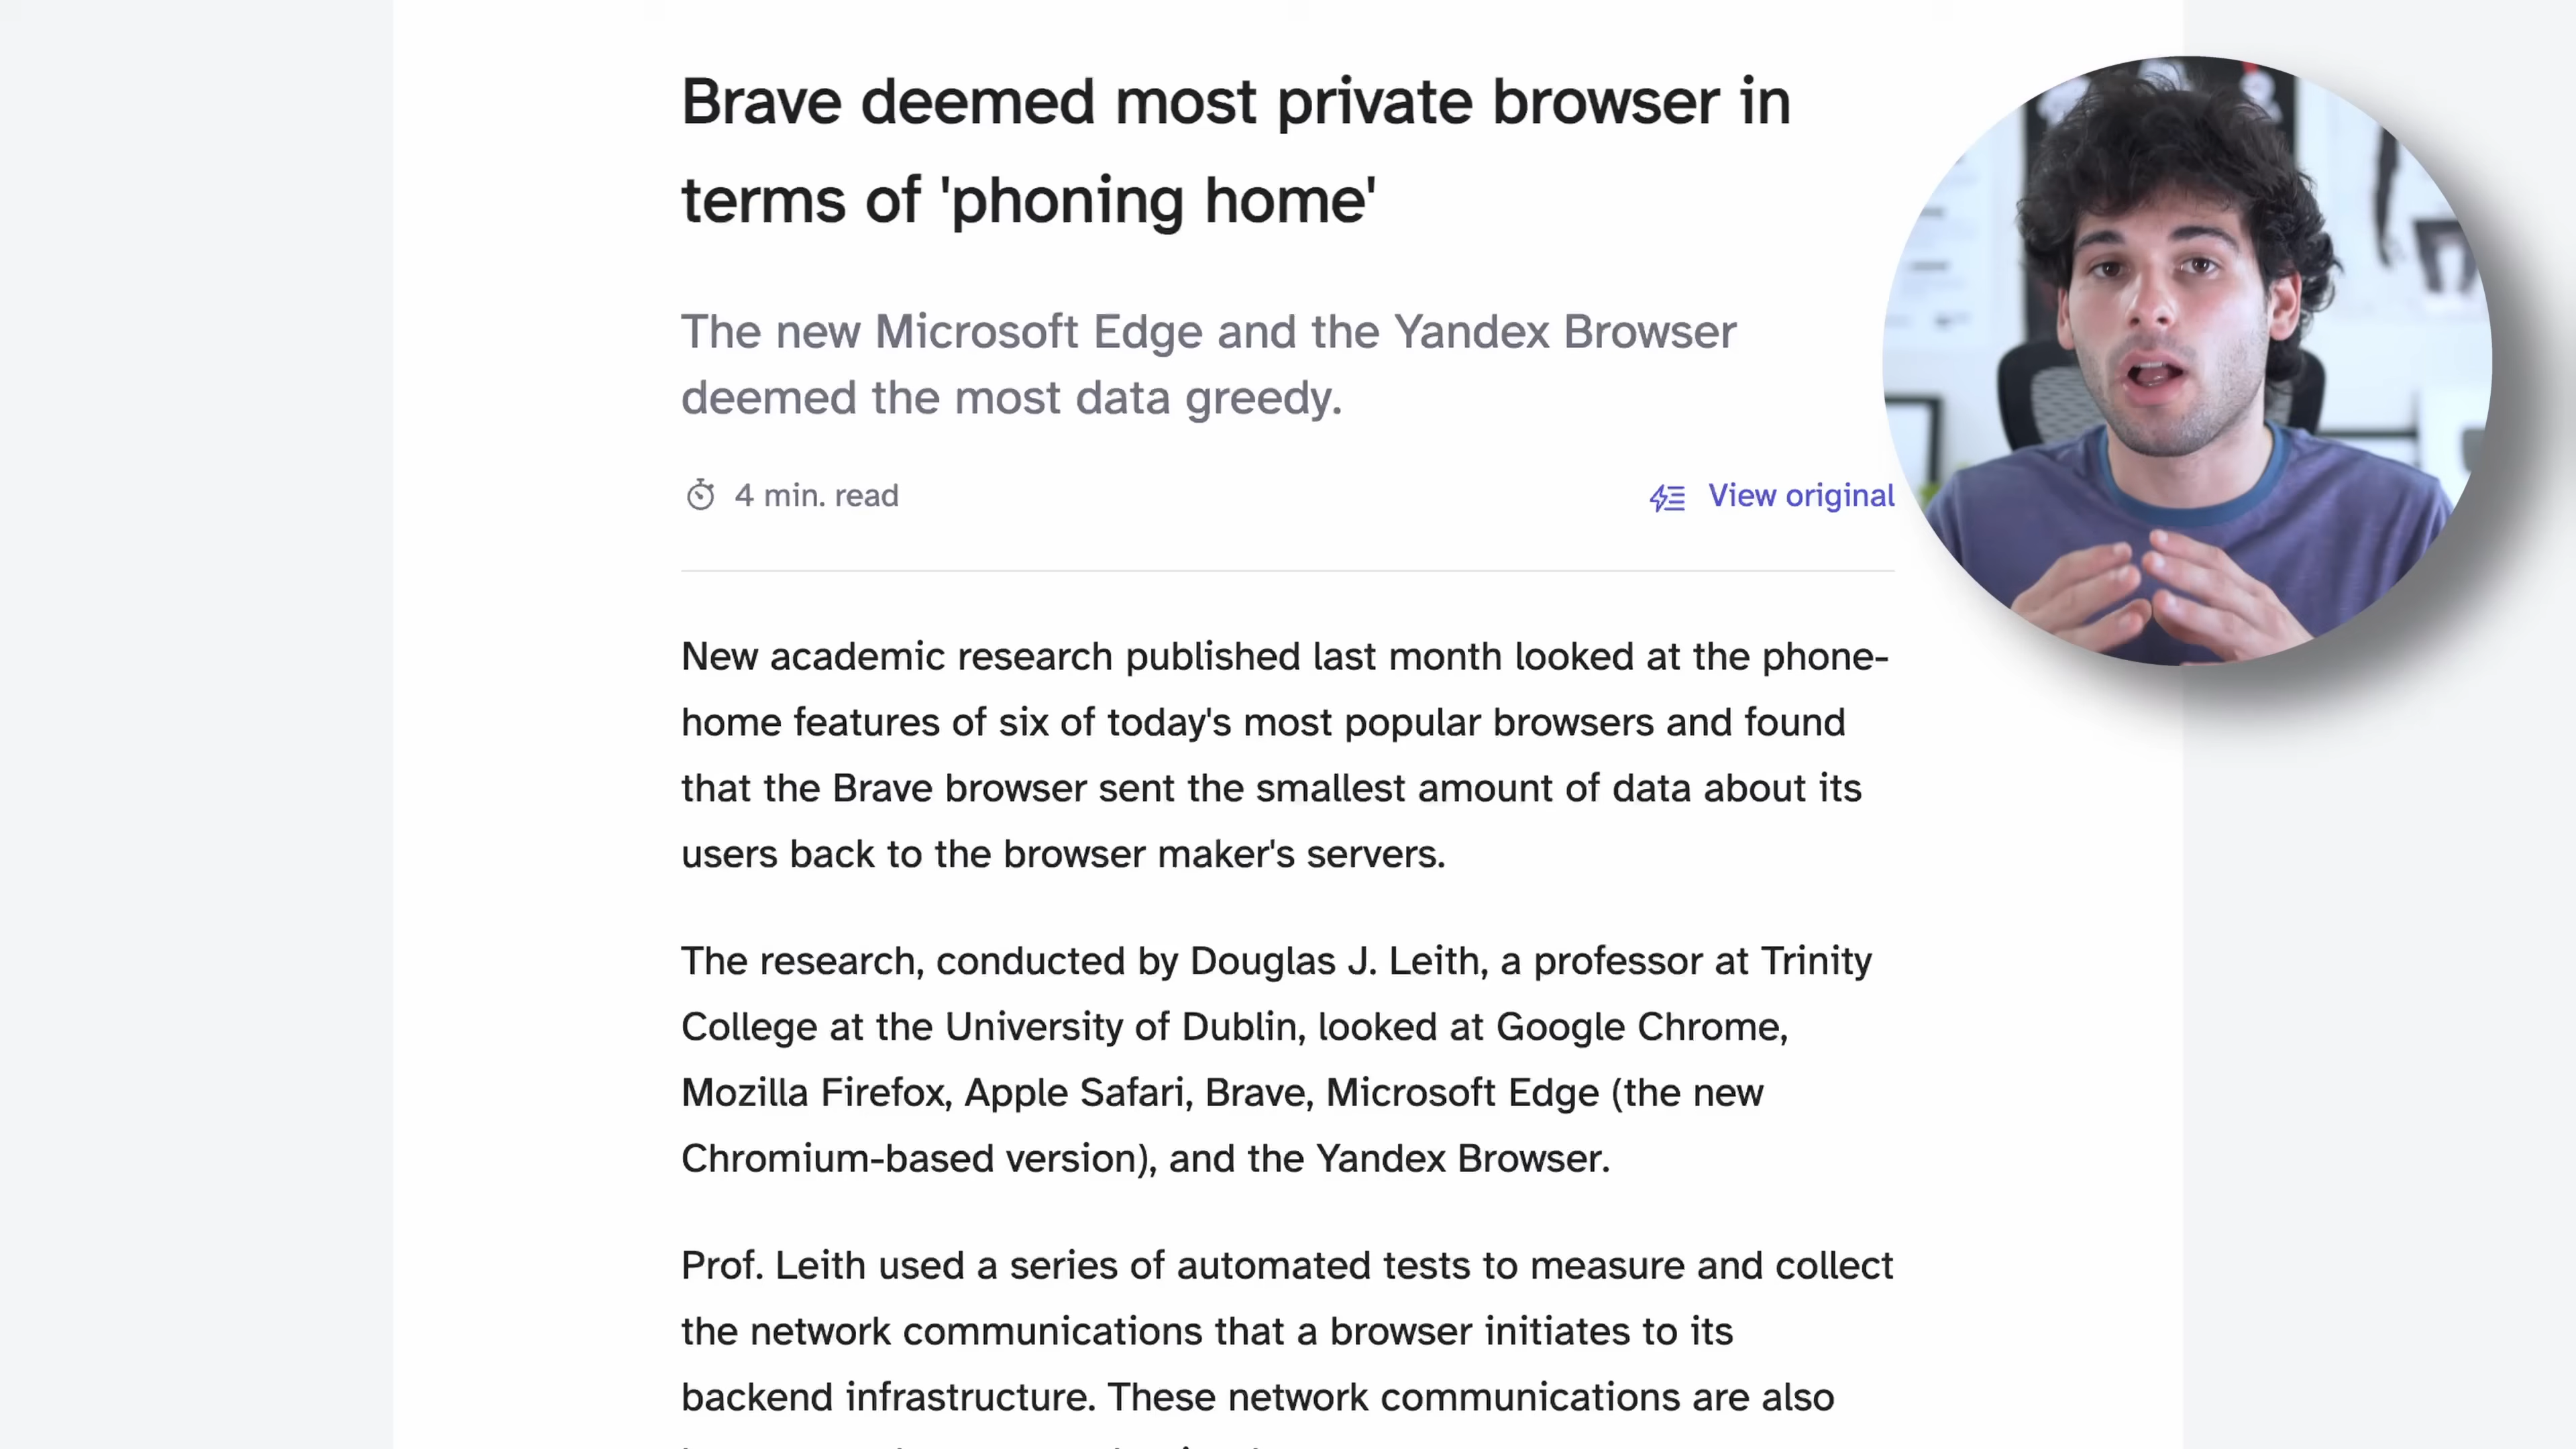 Brave deemed most private browser in
terms of 'phoning home'
The new Microsoft Edge and the Yandex Browser
deemed the most data greedy.
4 min. read
View original
New academic research published last month looked at the phone-
home features of six of today's most popular browsers and found
that the Brave browser sent the smallest amount of data about its
users back to the browser maker's servers.
The research, conducted by Douglas J. Leith, a professor at Trinity
College at the University of Dublin, looked at Google Chrome,
Mozilla Firefox, Apple Safari, Brave, Microsoft Edge (the new
Chromium-based version), and the Yandex Browser.
Prof. Leith used a series of automated tests to measure and collect
the network communications that a browser initiates to its
backend infrastructure. These network communications are also